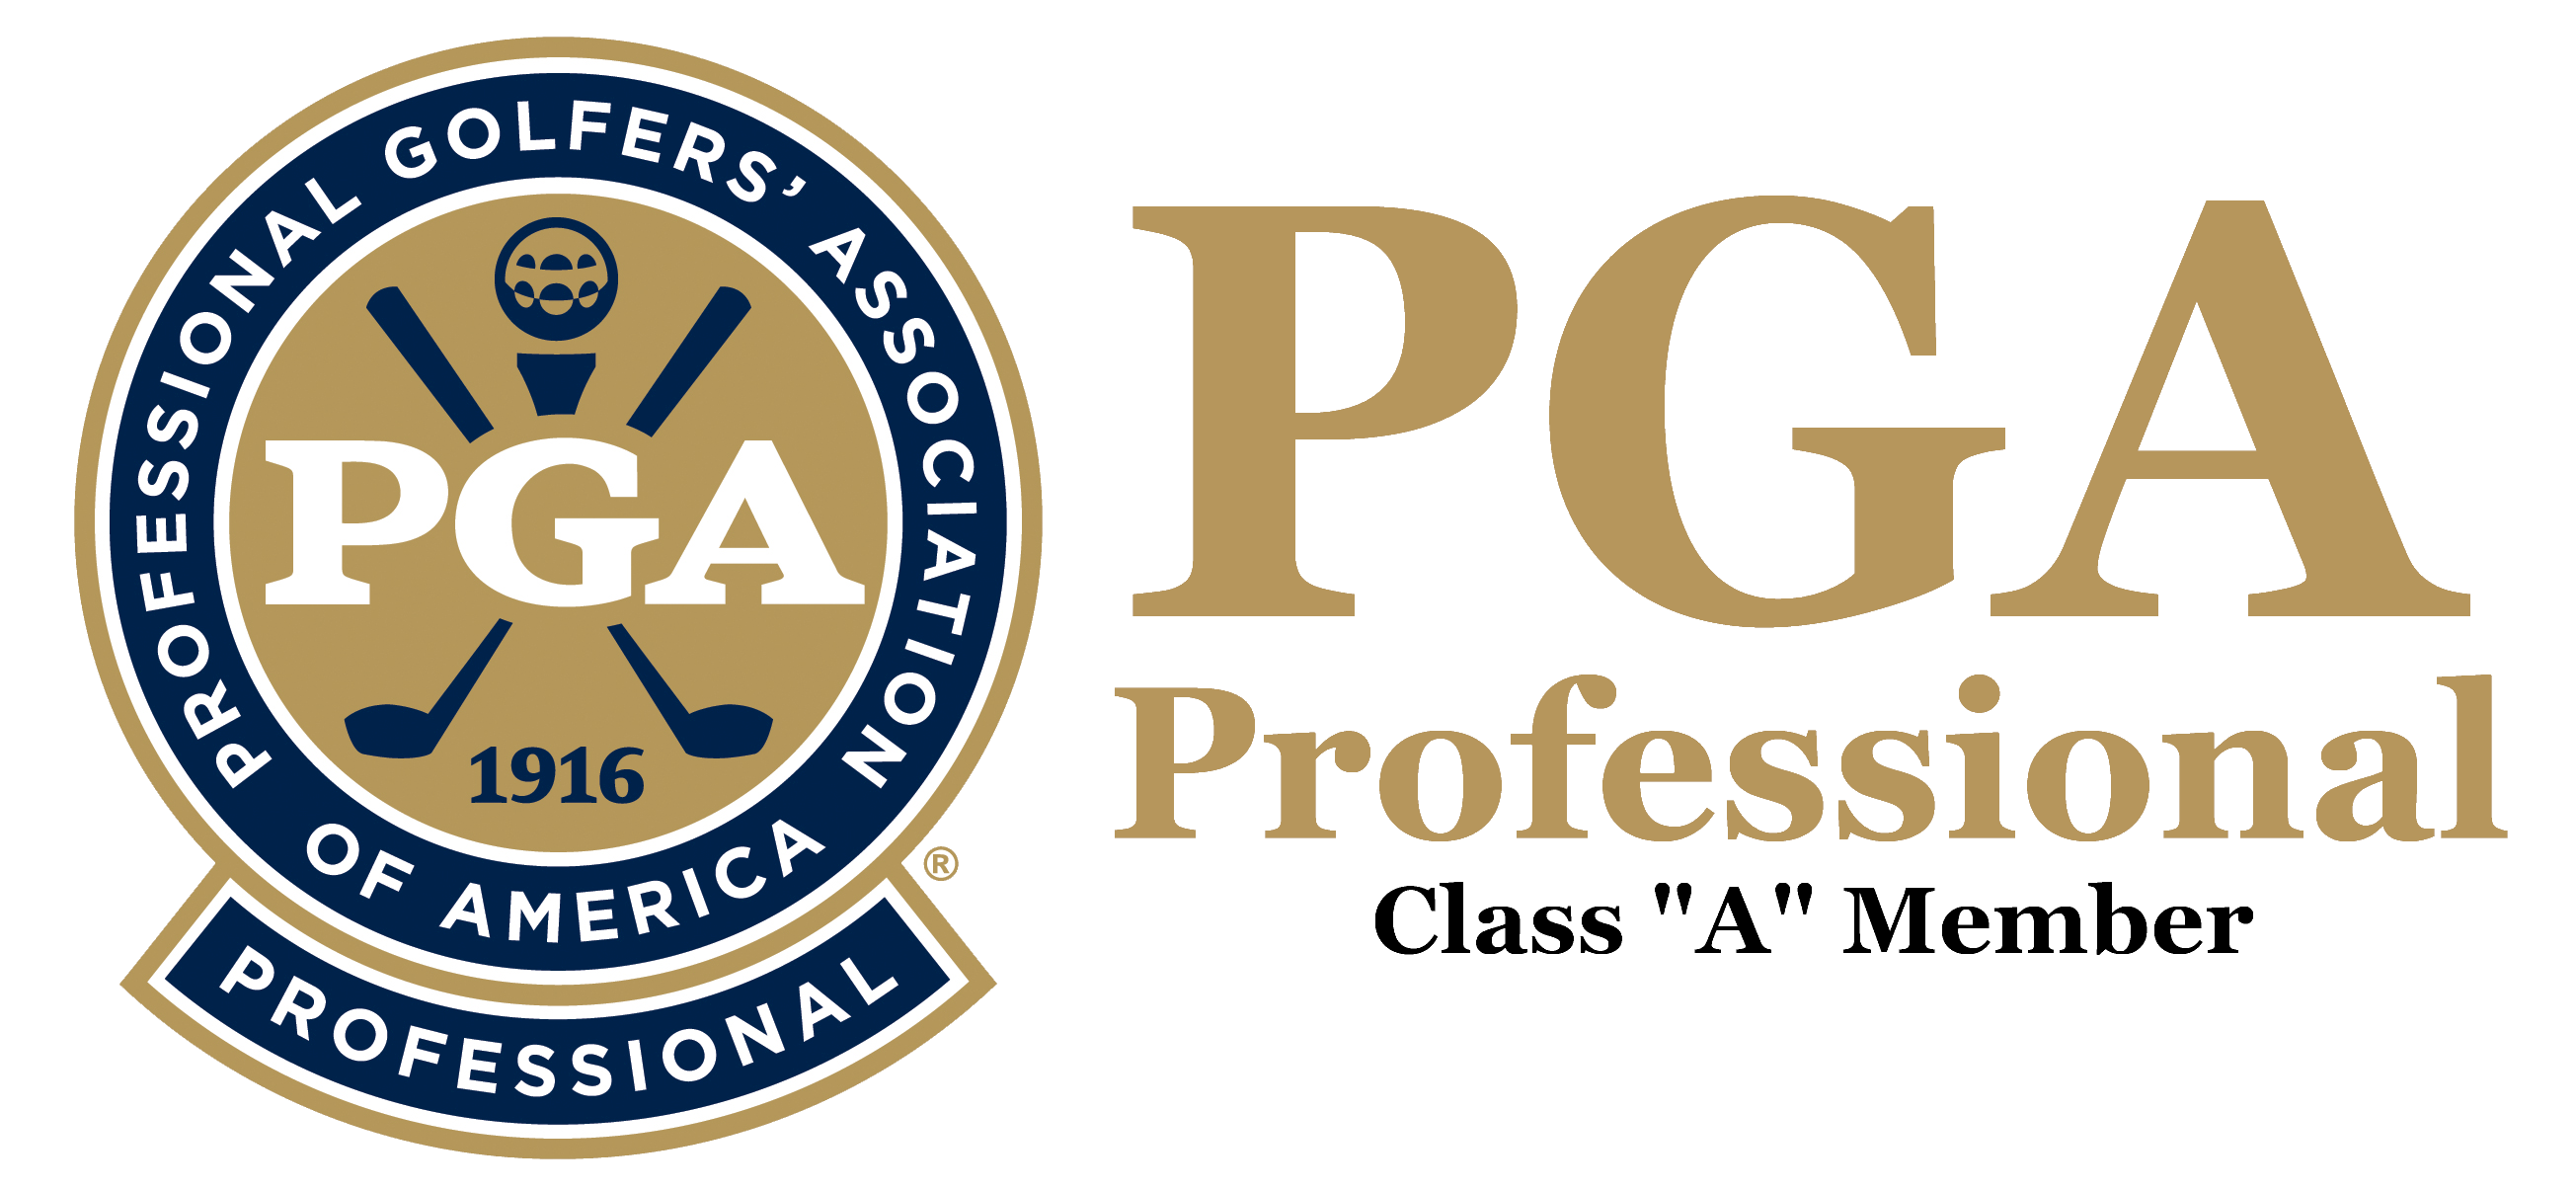 PROFESSIONAL GOLFERS’ ASSOCIATION
OF AMERICA
PGA
1916
®
PROFESSIONAL
PGA
Professional
Class "A" Member